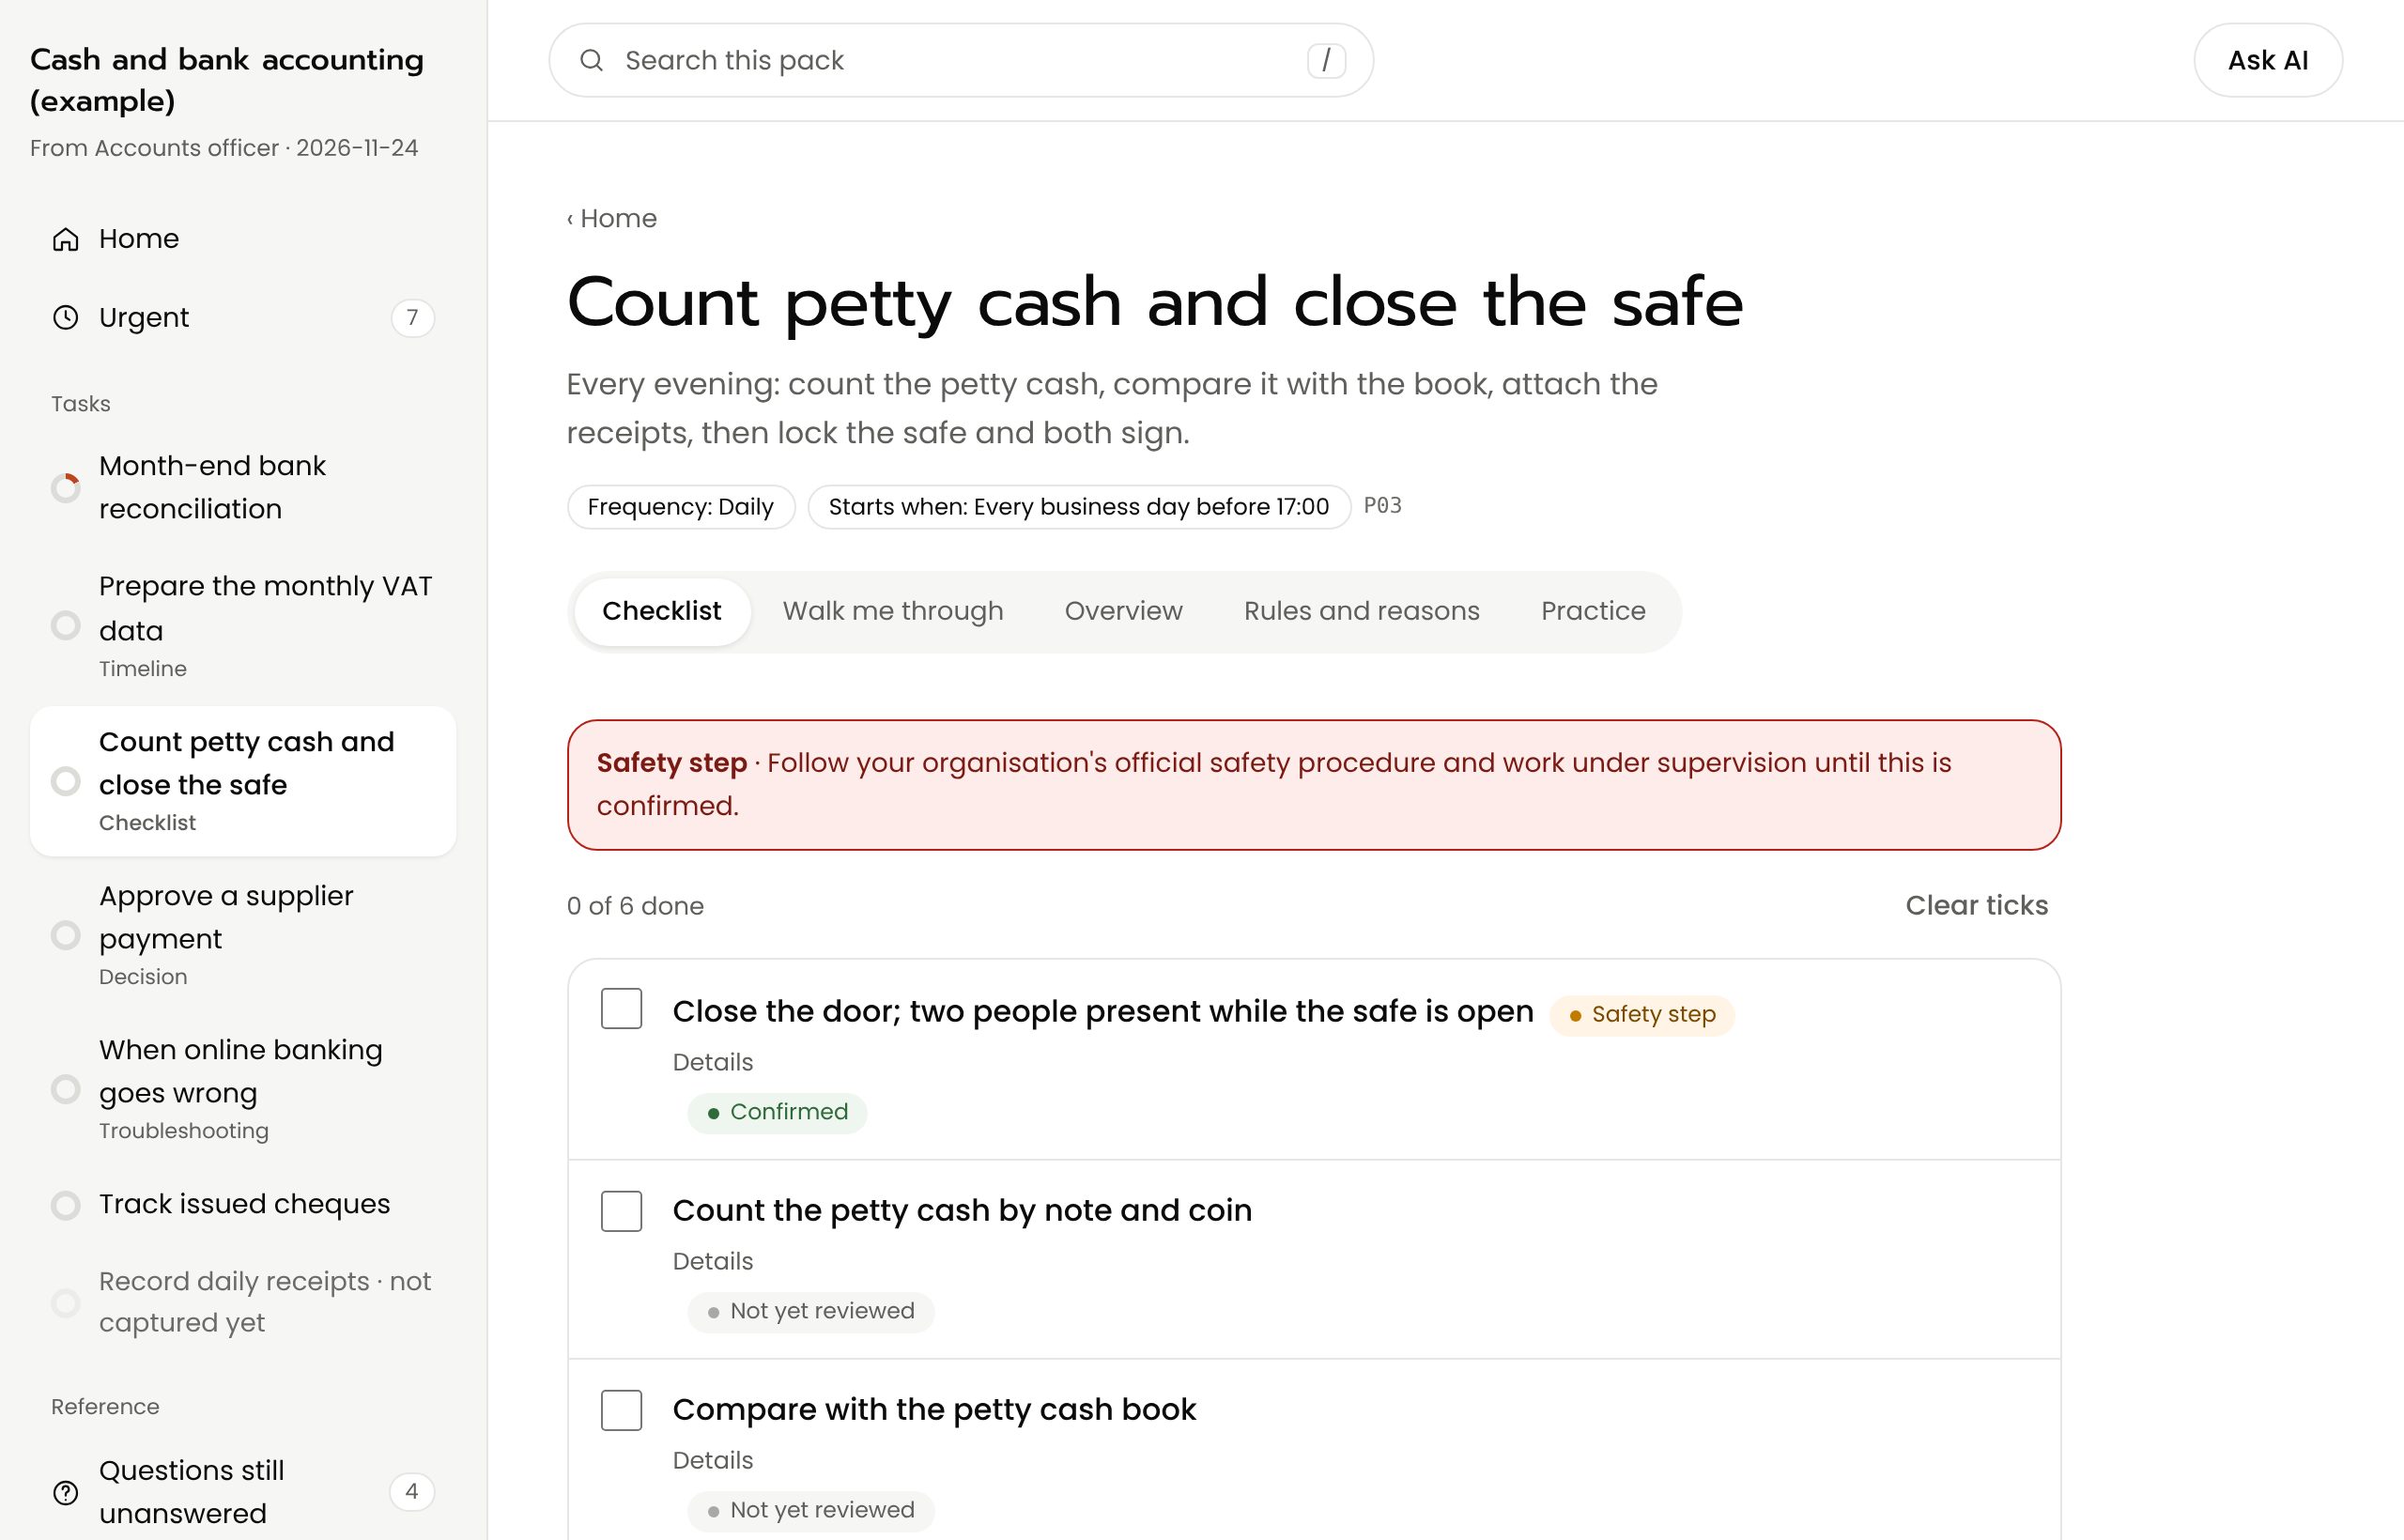 Cash and bank accounting
(example)
From Accounts officer · 2026-11-24
Home
Urgent
7
Tasks
Month-end bank
reconciliation
Prepare the monthly VAT
data
Timeline
Count petty cash and
close the safe
Checklist
Approve a supplier
payment
Decision
When online banking
goes wrong
Troubleshooting
Track issued cheques
Record daily receipts · not
captured yet
Reference
Questions still
unanswered
4
Search this pack
/
Ask AI
‹ Home
Count petty cash and close the safe
Every evening: count the petty cash, compare it with the book, attach the
receipts, then lock the safe and both sign.
Frequency: Daily
Starts when: Every business day before 17:00
P03
Checklist
Walk me through
Overview
Rules and reasons
Practice
Safety step · Follow your organisation's official safety procedure and work under supervision until this is
confirmed.
0 of 6 done
Clear ticks
Close the door; two people present while the safe is open
Safety step
Details
Confirmed
Count the petty cash by note and coin
Details
Not yet reviewed
Compare with the petty cash book
Details
Not yet reviewed